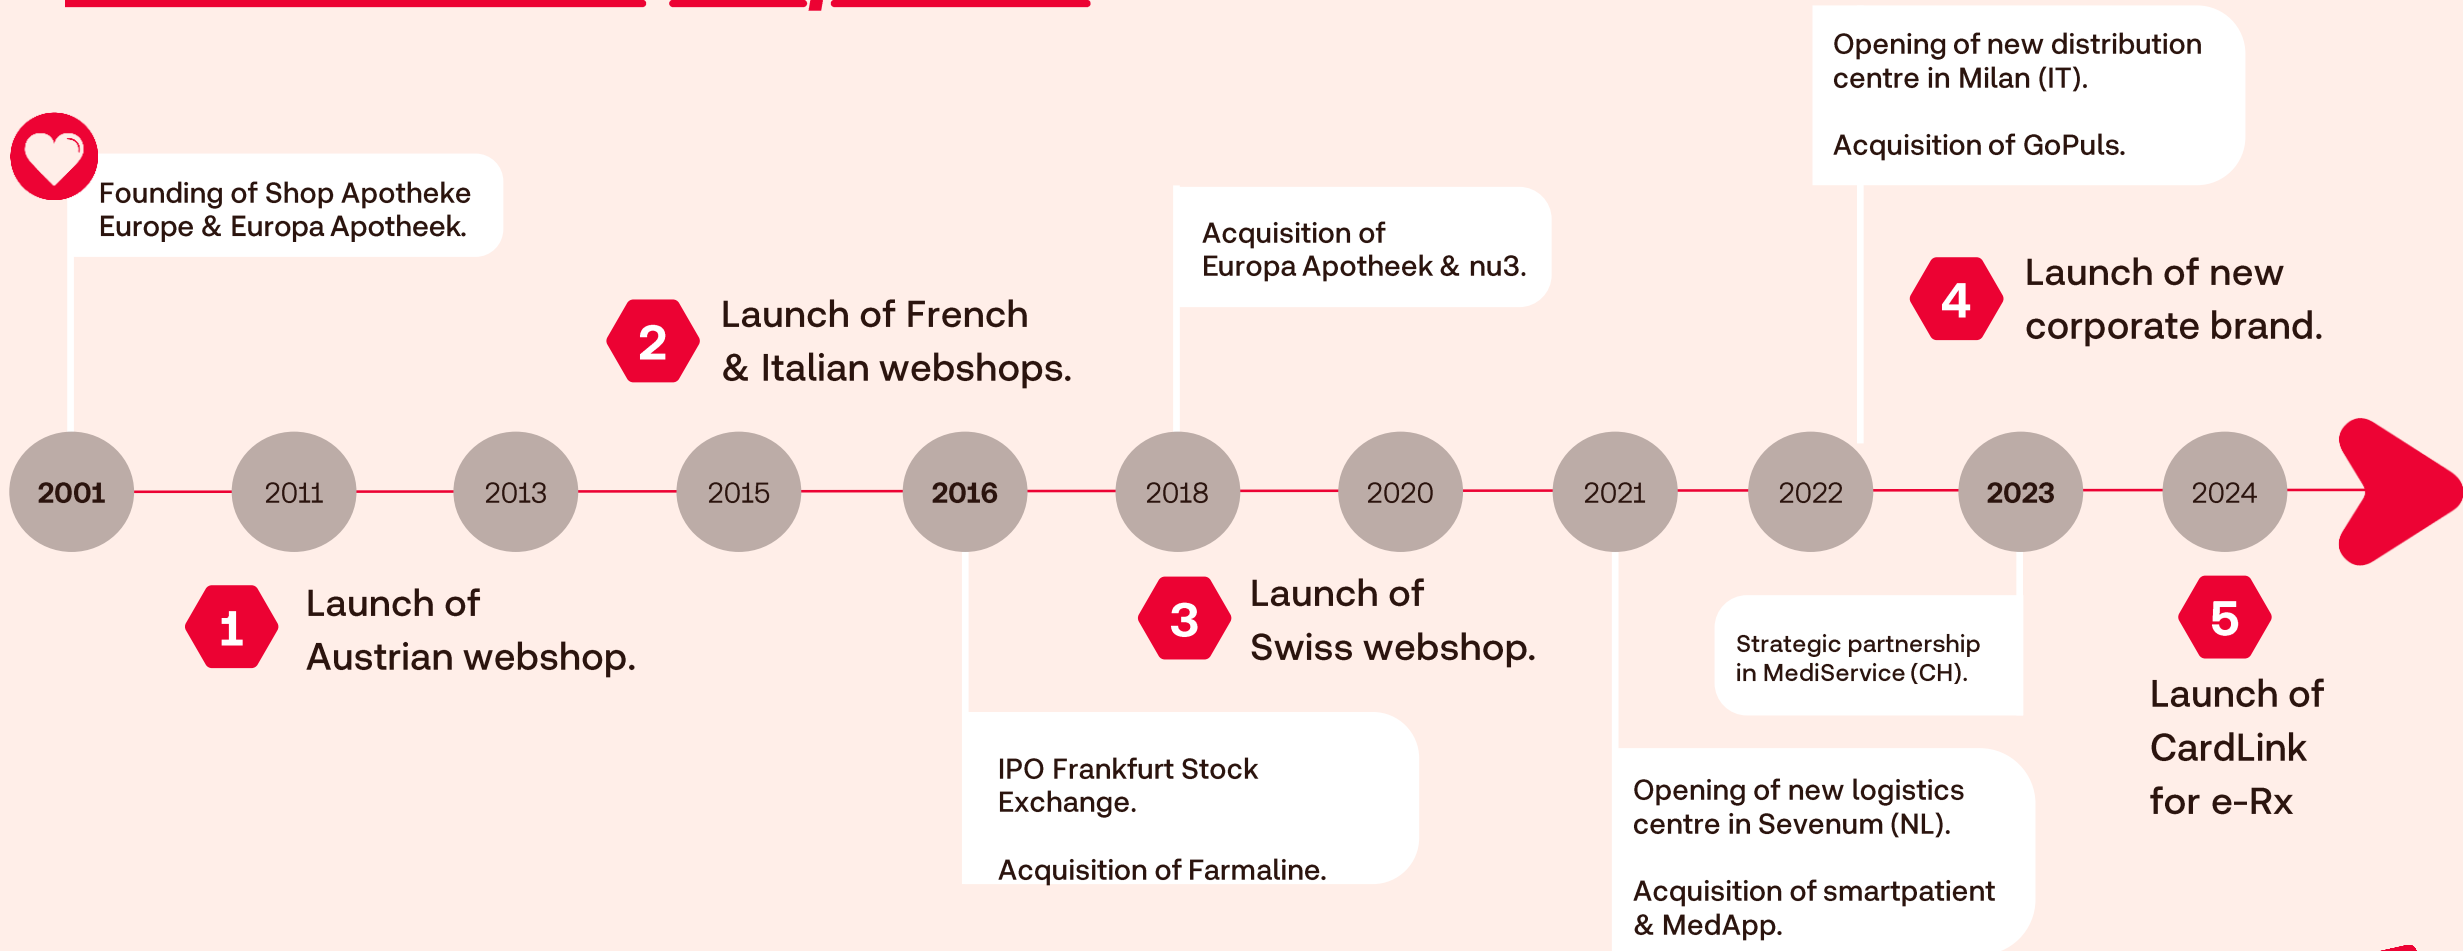 Opening of new distribution
centre in Milan (IT).
Acquisition of GoPuls.
Founding of Shop Apotheke
Europe & Europa Apotheek.
Acquisition of
Europa Apotheek & nu3.
2
Launch of French
& Italian webshops.
4
Launch of new
corporate brand.
2001
2011
2013
2015
2016
2018
2020
2021
2022
2023
2024
1
Launch of
Austrian webshop.
3
Launch of
Swiss webshop.
Strategic partnership
in MediService (CH).
5
Launch of
CardLink
for e-Rx
IPO Frankfurt Stock
Exchange.
Acquisition of Farmaline.
Opening of new logistics
centre in Sevenum (NL).
Acquisition of smartpatient
& MedApp.